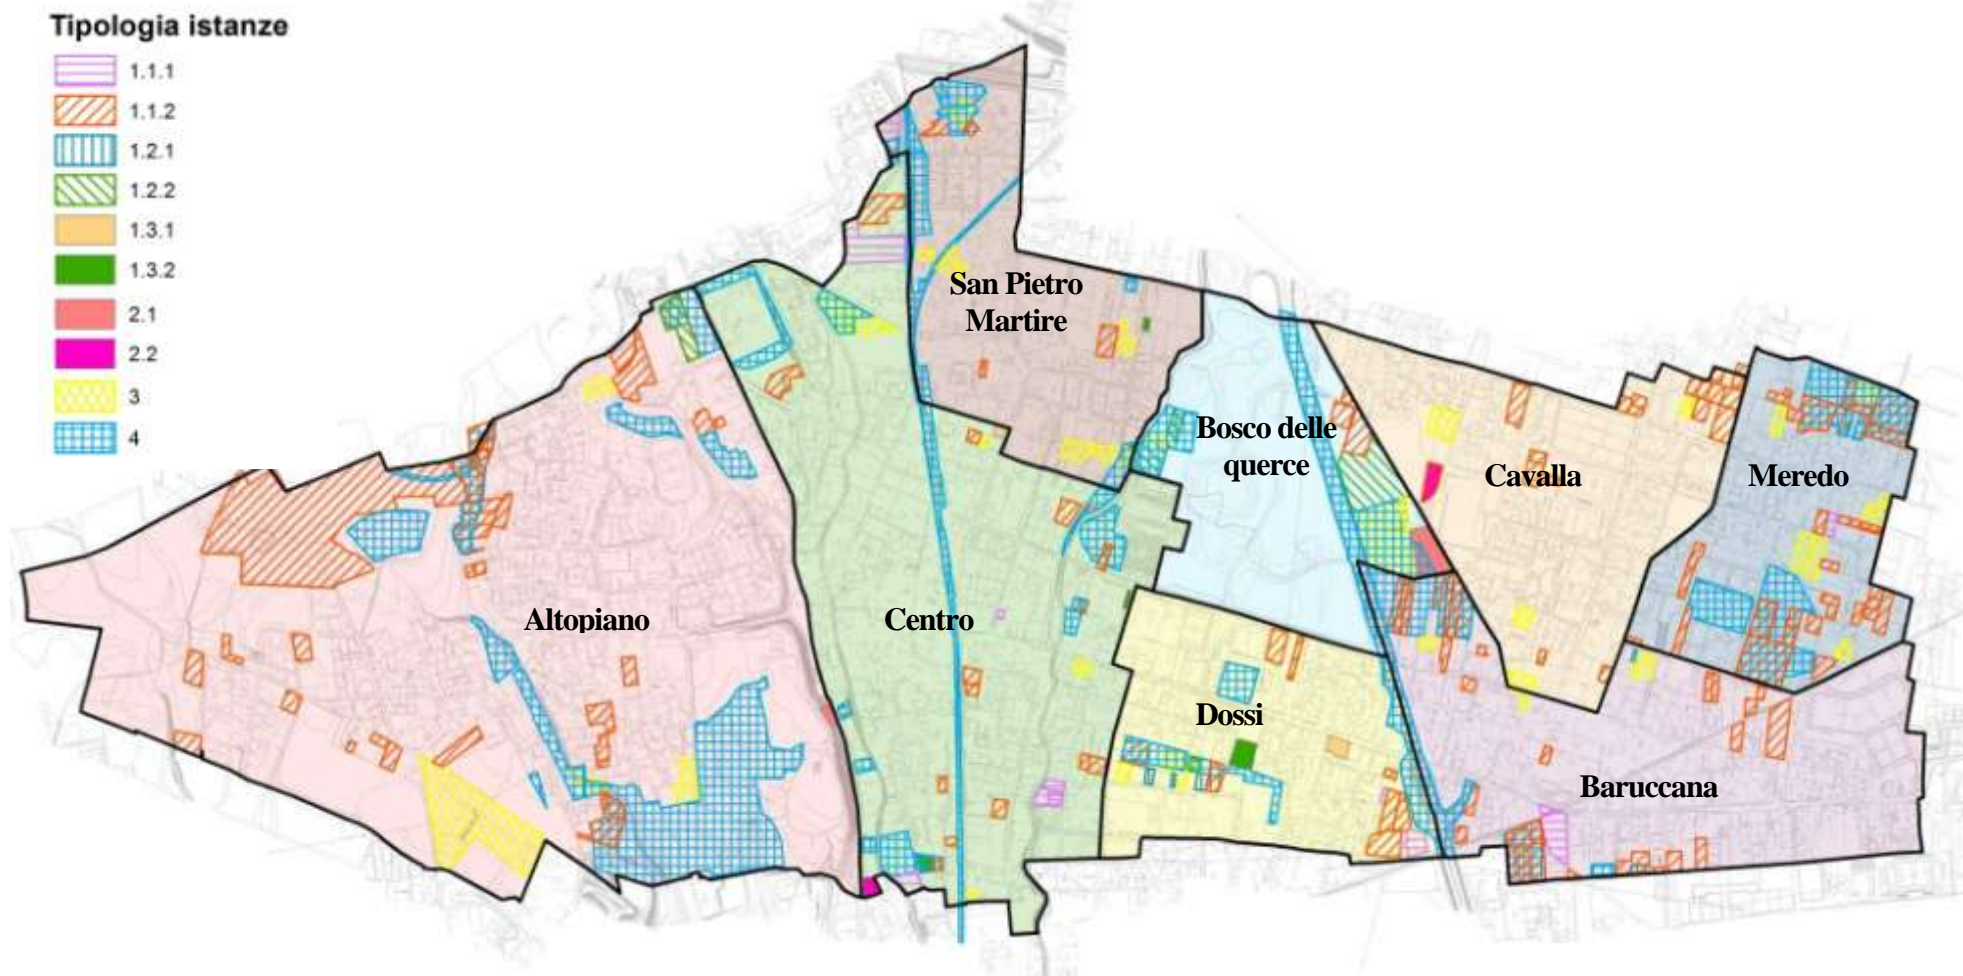 Tipologia istanze
1.1.1
1.1.2
1.2.1
1.2.2
1.3.1
1.3.2
2.1
2.2
3
4
San Pietro
Martire
Bosco delle
querce
Cavalla
Meredo
Altopiano
Centro
Dossi
Baruccana